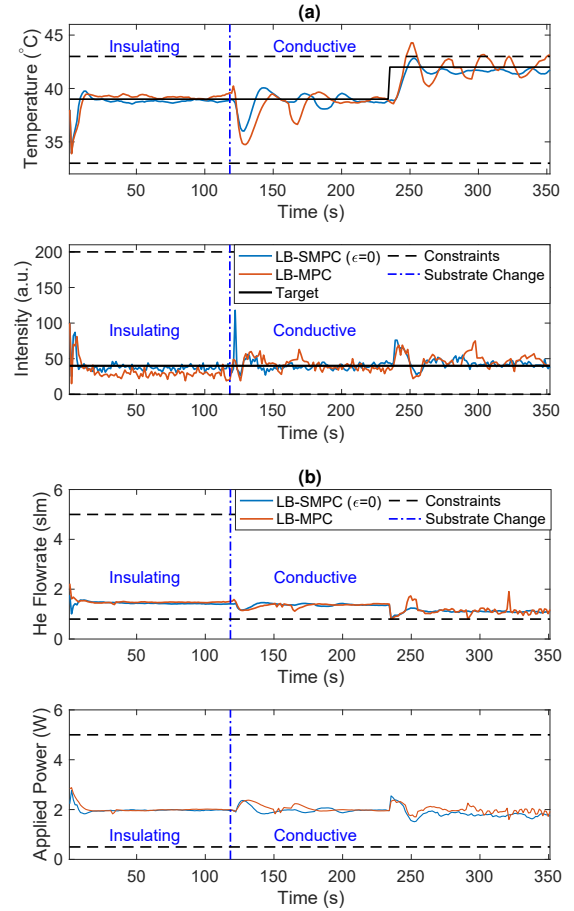 (a)
Temperature (°C)
45
40
35
Insulating
Conductive
50 100 150 200 250 300 350
Time (s)
Intensity (a.u.)
200
150
100
50
0
LB-SMPC (ϵ=0)
LB-MPC
Target
Constraints
Substrate Change
Insulating
Conductive
50 100 150 200 250 300 350
Time (s)
(b)
He Flowrate (slm)
6
4
2
0
LB-SMPC (ϵ=0)
LB-MPC
Constraints
Substrate Change
Insulating
Conductive
50 100 150 200 250 300 350
Time (s)
Applied Power (W)
6
4
2
0
Insulating
Conductive
50 100 150 200 250 300 350
Time (s)